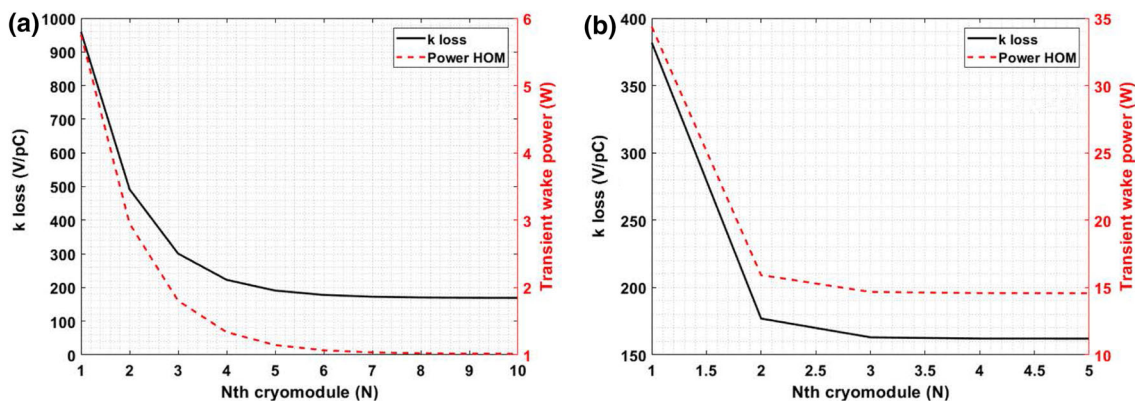 (a)
1000
900
800
700
600
500
400
300
200
100
0
k loss (V/pC)
1 2 3 4 5 6 7 8 9 10
Nth cryomodule (N)
6
5
4
3
2
1
Transient wake power (W)
k loss
Power HOM
(b)
400
350
300
250
200
150
k loss (V/pC)
1 1.5 2 2.5 3 3.5 4 4.5 5
Nth cryomodule (N)
35
30
25
20
15
10
Transient wake power (W)
k loss
Power HOM